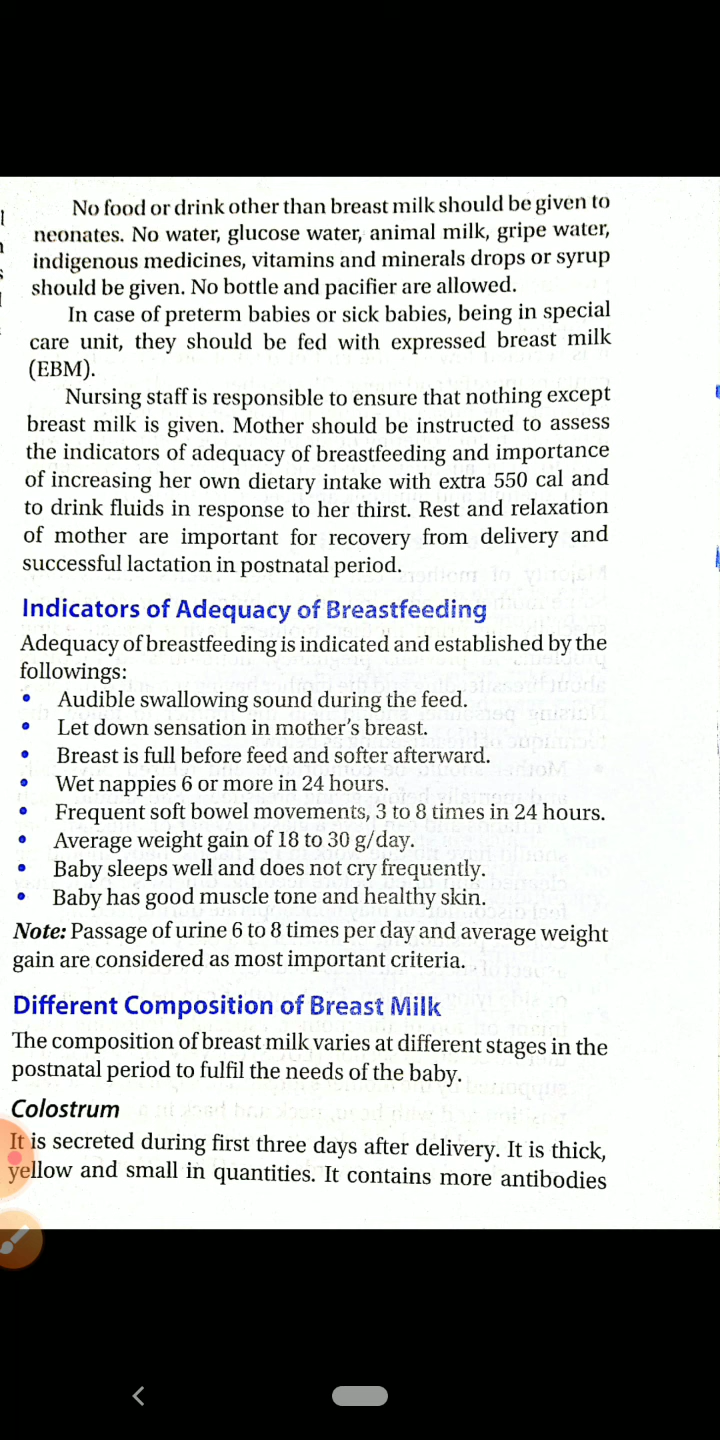 No food or drink other than breast milk should be given to
neonates. No water, glucose water, animal milk, gripe water,
indigenous medicines, vitamins and minerals drops or syrup
should be given. No bottle and pacifier are allowed.
In case of preterm babies or sick babies, being in special
care unit, they should be fed with expressed breast milk
(EBM).
Nursing staff is responsible to ensure that nothing except
breast milk is given. Mother should be instructed to assess
the indicators of adequacy of breastfeeding and importance
of increasing her own dietary intake with extra 550 cal and
to drink fluids in response to her thirst. Rest and relaxation
of mother are important for recovery from delivery and
successful lactation in postnatal period.
Indicators of Adequacy of Breastfeeding
Adequacy of breastfeeding is indicated and established by the
followings:
• Audible swallowing sound during the feed.
• Let down sensation in mother's breast.
• Breast is full before feed and softer afterward.
• Wet nappies 6 or more in 24 hours.
• Frequent soft bowel movements, 3 to 8 times in 24 hours.
• Average weight gain of 18 to 30 g/day.
• Baby sleeps well and does not cry frequently.
• Baby has good muscle tone and healthy skin.
Note: Passage of urine 6 to 8 times per day and average weight
gain are considered as most important criteria.
Different Composition of Breast Milk
The composition of breast milk varies at different stages in the
postnatal period to fulfil the needs of the baby.
Colostrum
It is secreted during first three days after delivery. It is thick,
yellow and small in quantities. It contains more antibodies